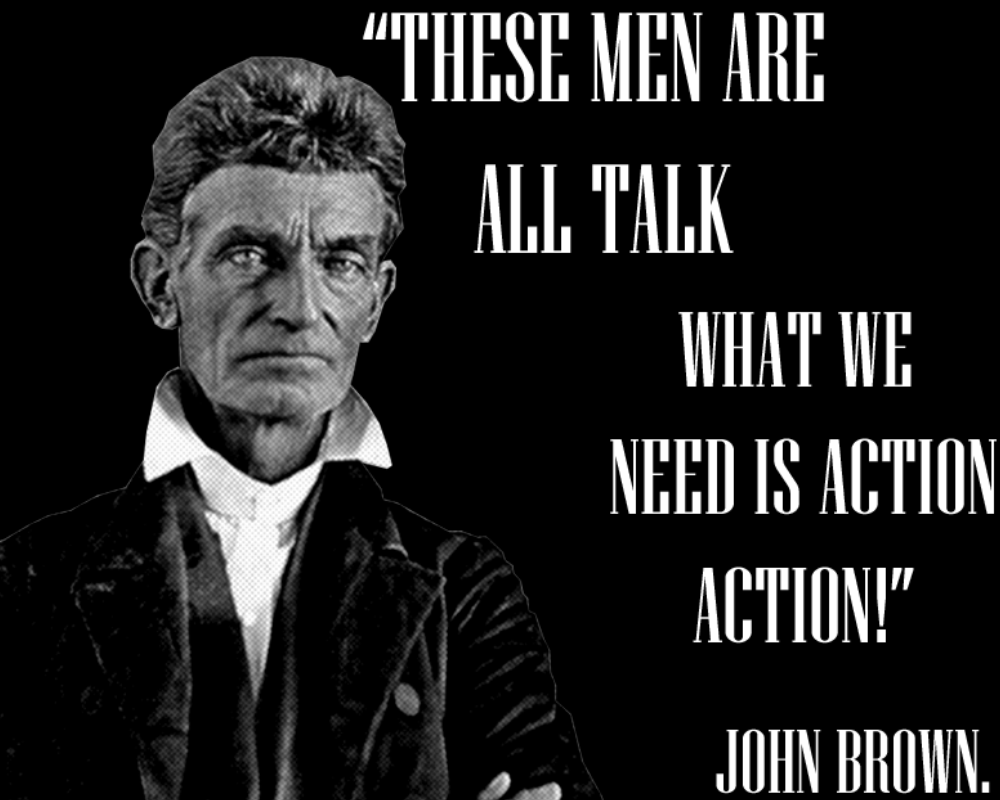 “THESE MEN ARE
ALL TALK
WHAT WE
NEED IS ACTION
ACTION!”
JOHN BROWN.